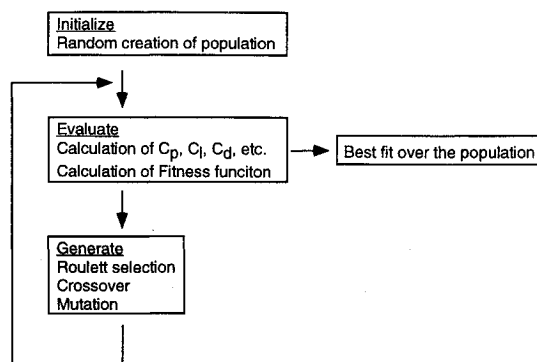 Initialize
Random creation of population
Evaluate
Calculation of Cp, Ci, Cd, etc.
Calculation of Fitness funciton
Best fit over the population
Generate
Roulett selection
Crossover
Mutation